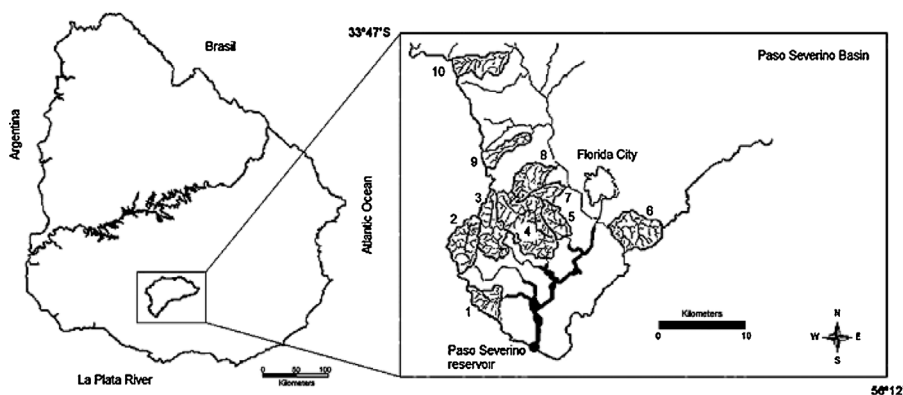 Brasil
33°47'S
Paso Severino Basin
10
Argentina
9
8
Florida City
7
Atlantic Ocean
3
2
5
6
4
1
Kilometers
0 10
N
W E
S
Paso Severino
reservoir
La Plata River
0 50 100
Kilometers
56°12